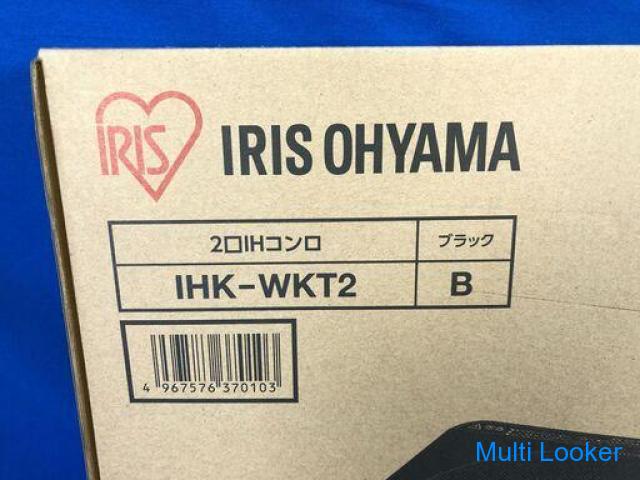 IRIS
IRIS OHYAMA
2口IHコンロ
ブラック
IHK-WKT2
B
4 967576 370103
Multi Looker